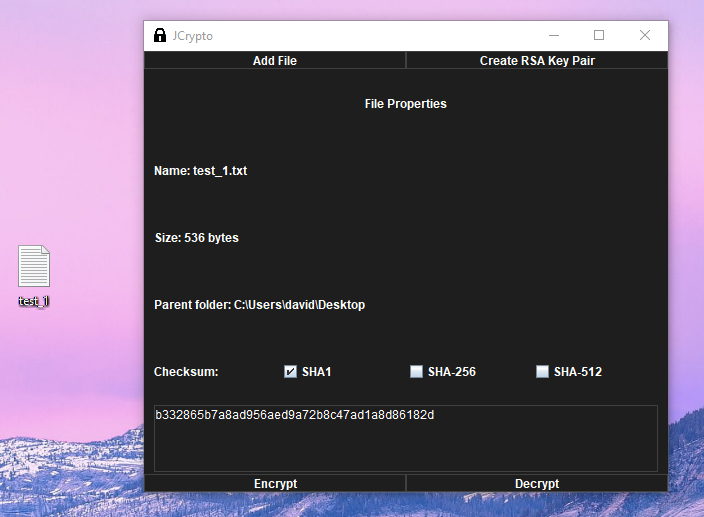 JCrypto
Add File
Create RSA Key Pair
File Properties
Name: test_1.txt
Size: 536 bytes
test_1
Parent folder: C:\Users\david\Desktop
Checksum:
SHA1
SHA-256
SHA-512
b332865b7a8ad956aed9a72b8c47ad1a8d86182d
Encrypt
Decrypt